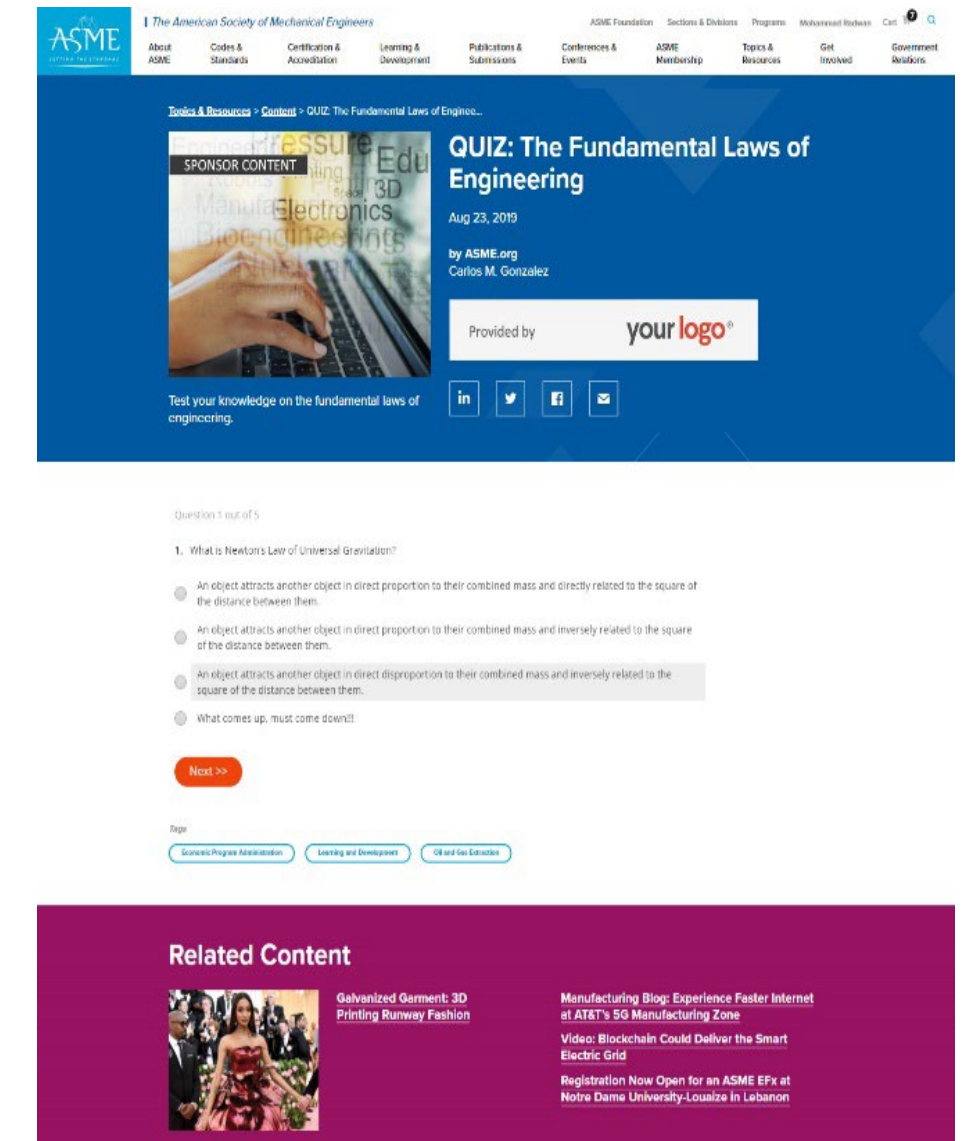 ASME
SETTING THE STANDARD
The American Society of Mechanical Engineers
ASME Foundation Sections & Divisions Programs Mohammad Radwan Cart 7
About ASME
Codes & Standards
Certification & Accreditation
Learning & Development
Publications & Submissions
Conferences & Events
ASME Membership
Topics & Resources
Get Involved
Government Relations
Topics & Resources > Content > QUIZ: The Fundamental Laws of Enginee...
SPONSOR CONTENT
Pressure
Edu
3D
Space
Electronics
Bioengineering
QUIZ: The Fundamental Laws of
Engineering
Aug 23, 2019
by ASME.org
Carlos M. Gonzalez
Provided by your logo®
Test your knowledge on the fundamental laws of
engineering.
Question 1 out of 5
1. What is Newton's Law of Universal Gravitation?
An object attracts another object in direct proportion to their combined mass and directly related to the square of
the distance between them.
An object attracts another object in direct proportion to their combined mass and inversely related to the square
of the distance between them.
An object attracts another object in direct disproportion to their combined mass and inversely related to the
square of the distance between them.
What comes up, must come down!!!
Next >>
Tags
Economic Program Administration
Learning and Development
Oil and Gas Extraction
Related Content
Galvanized Garment: 3D
Printing Runway Fashion
Manufacturing Blog: Experience Faster Internet
at AT&T's 5G Manufacturing Zone
Video: Blockchain Could Deliver the Smart
Electric Grid
Registration Now Open for an ASME EFx at
Notre Dame University-Louaize in Lebanon